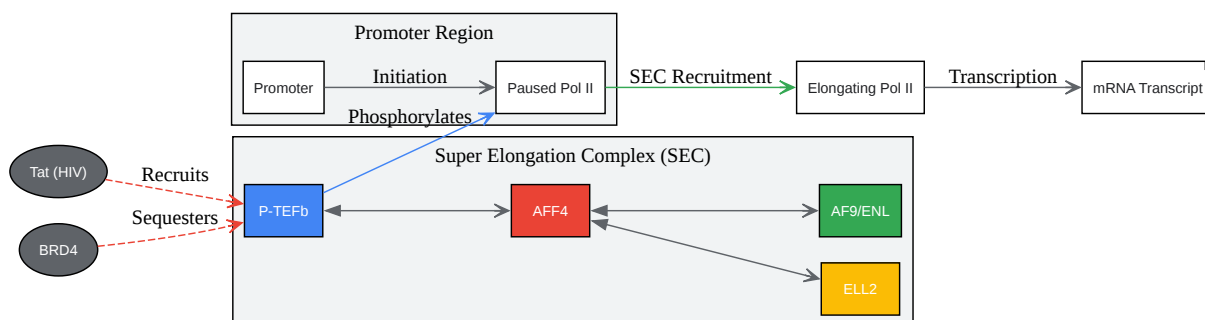 Promoter Region
Promoter
Initiation
Paused Pol II
SEC Recruitment
Elongating Pol II
Transcription
mRNA Transcript
Phosphorylates
Super Elongation Complex (SEC)
Tat (HIV)
Recruits
Sequesters
BRD4
P-TEFb
AFF4
AF9/ENL
ELL2